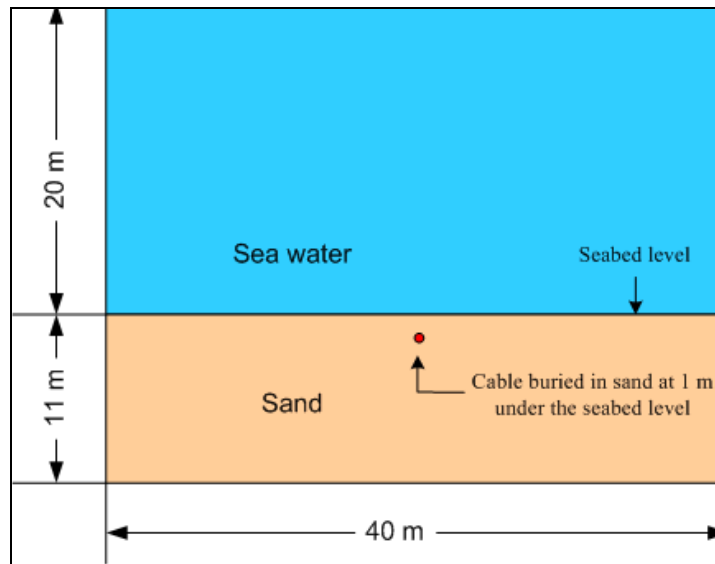 20 m
Sea water
Seabed level
11 m
Sand
Cable buried in sand at 1 m
under the seabed level
40 m